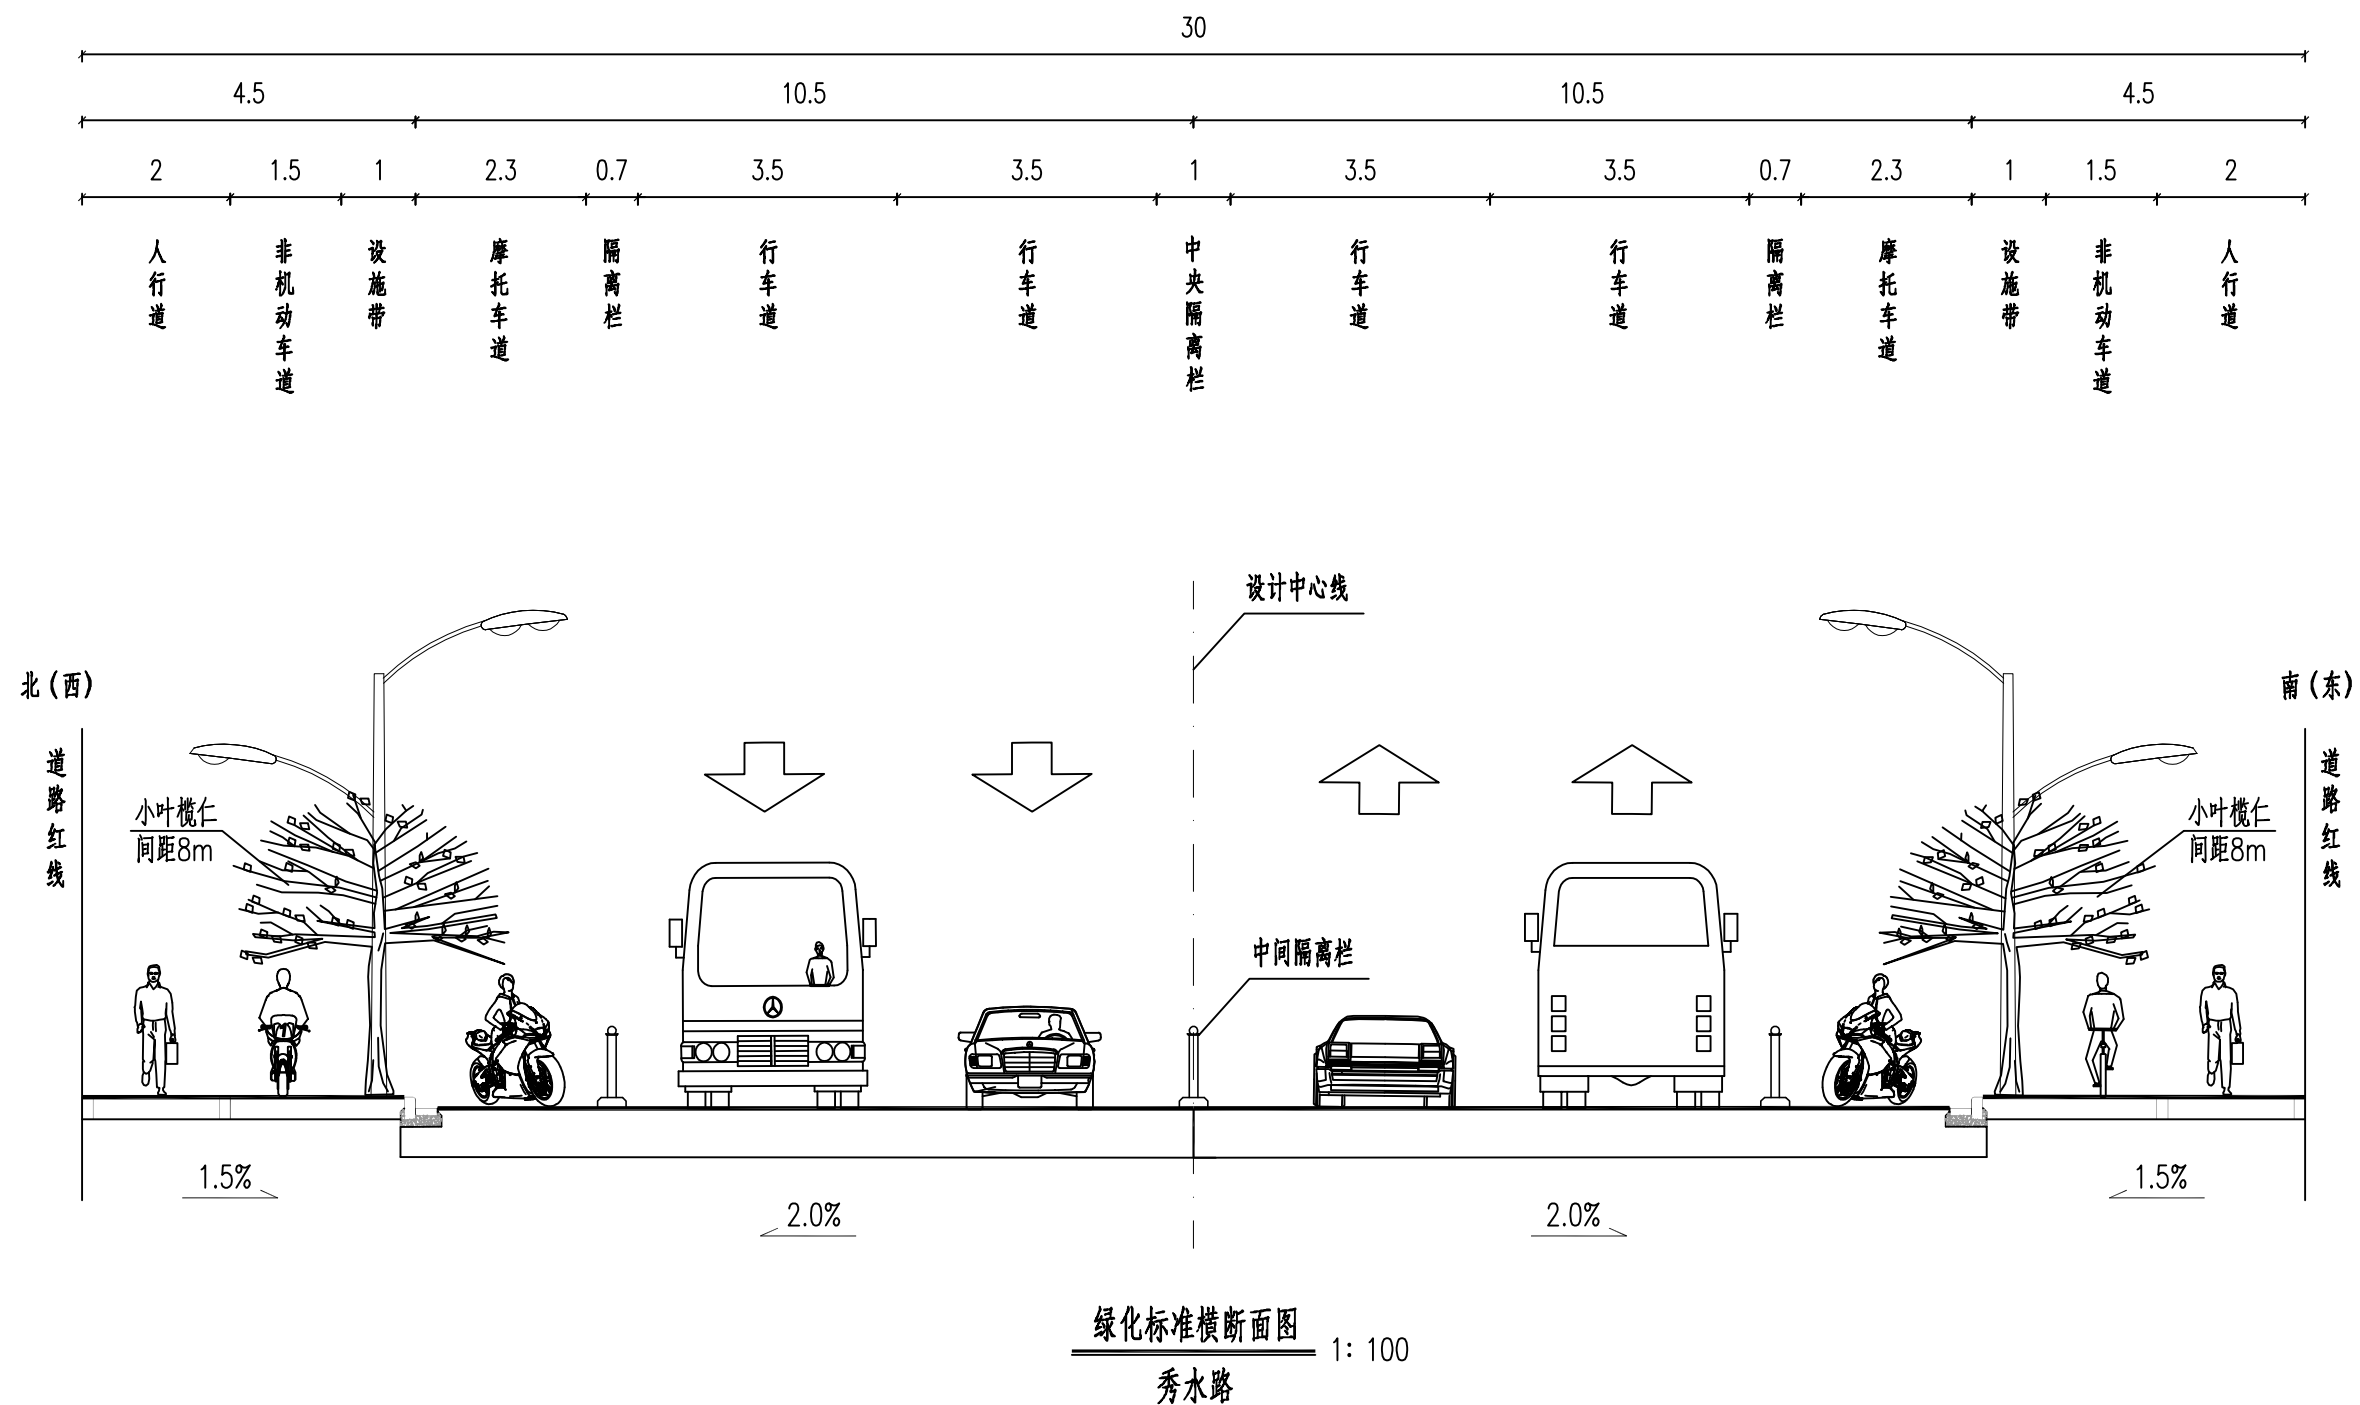 30
4.5 10.5 10.5 4.5
2 1.5 1 2.3 0.7 3.5 3.5 1 3.5 3.5 0.7 2.3 1 1.5 2
人行道
非机动车道
设施带
摩托车道
隔离栏
行车道
行车道
中央隔离栏
行车道
行车道
隔离栏
摩托车道
设施带
非机动车道
人行道
设计中心线
北(西)
南(东)
道路红线
道路红线
小叶榄仁
间距8m
小叶榄仁
间距8m
中间隔离栏
1.5%
1.5%
2.0%
2.0%
绿化标准横断面图
1: 100
秀水路